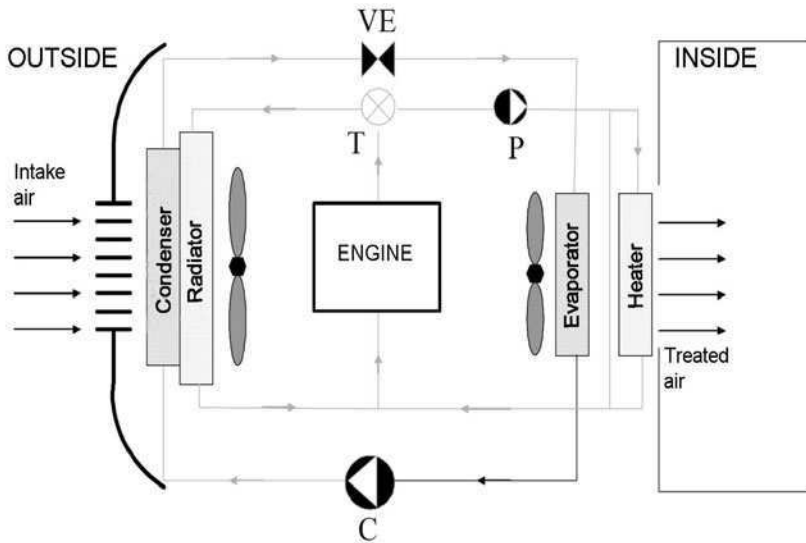 VE
OUTSIDE
INSIDE
T
P
Intake
air
Condenser
Radiator
ENGINE
Evaporator
Heater
Treated
air
C